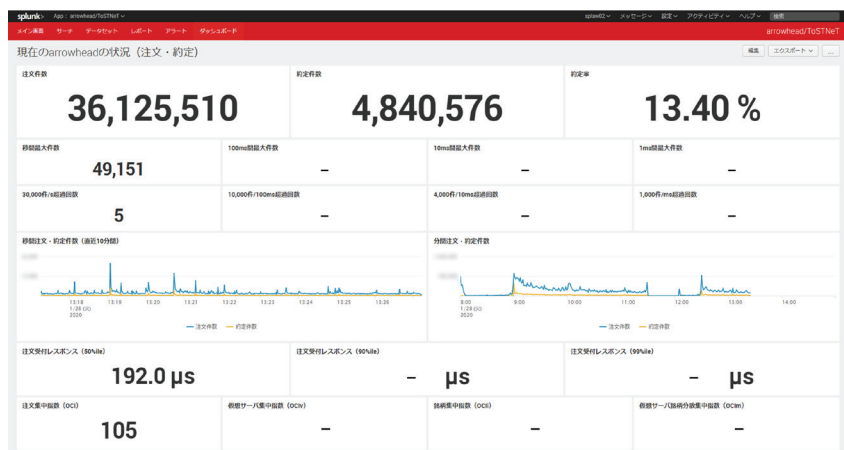 splunk> App : arrowhead/ToSTNeT splaw02 メッセージ 設定 アクティビティ ヘルプ 検索
メイン画面 サーチ データセット レポート アラート ダッシュボード arrowhead/ToSTNeT
現在のarrowheadの状況（注文・約定） 編集 エクスポート ...
注文件数 約定件数 約定率
36,125,510 4,840,576 13.40 %
秒間最大件数 100ms間最大件数 10ms間最大件数 1ms間最大件数
49,151 – – –
30,000件/s超過回数 10,000件/100ms超過回数 4,000件/10ms超過回数 1,000件/ms超過回数
5 – – –
秒間注文・約定件数（直近10分間） 分間注文・約定件数
13:18 13:19 13:20 13:21 13:22 13:23 13:24 13:25 13:26 8:00 9:00 10:00 11:00 12:00 13:00 14:00
1/28 (火) 1/28 (火)
2020 2020
注文件数 約定件数 注文件数 約定件数
注文受付レスポンス（50%ile） 注文受付レスポンス（90%ile） 注文受付レスポンス（99%ile）
192.0 µs – µs – µs
注文集中指数（OCI） 仮想サーバ集中指数（OCIv） 銘柄集中指数（OCIi） 仮想サーバ銘柄分散集中指数（OCIm）
105 – – –